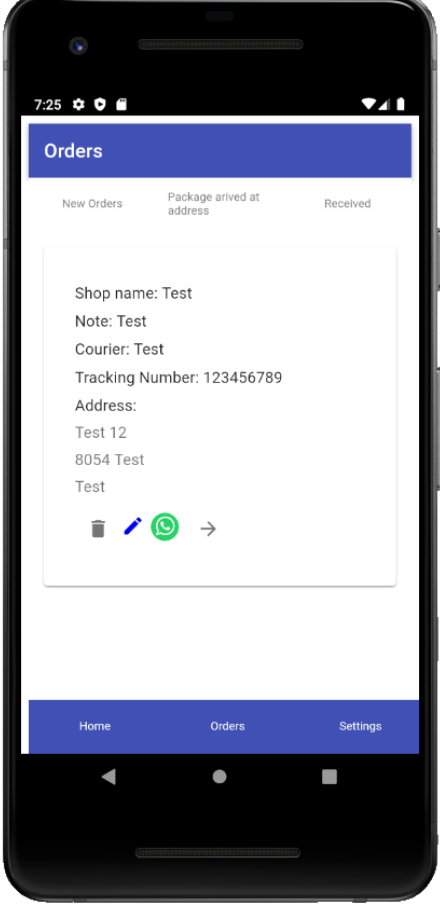 7:25
Orders
New Orders
Package arived at
address
Received
Shop name: Test
Note: Test
Courier: Test
Tracking Number: 123456789
Address:
Test 12
8054 Test
Test
Home
Orders
Settings